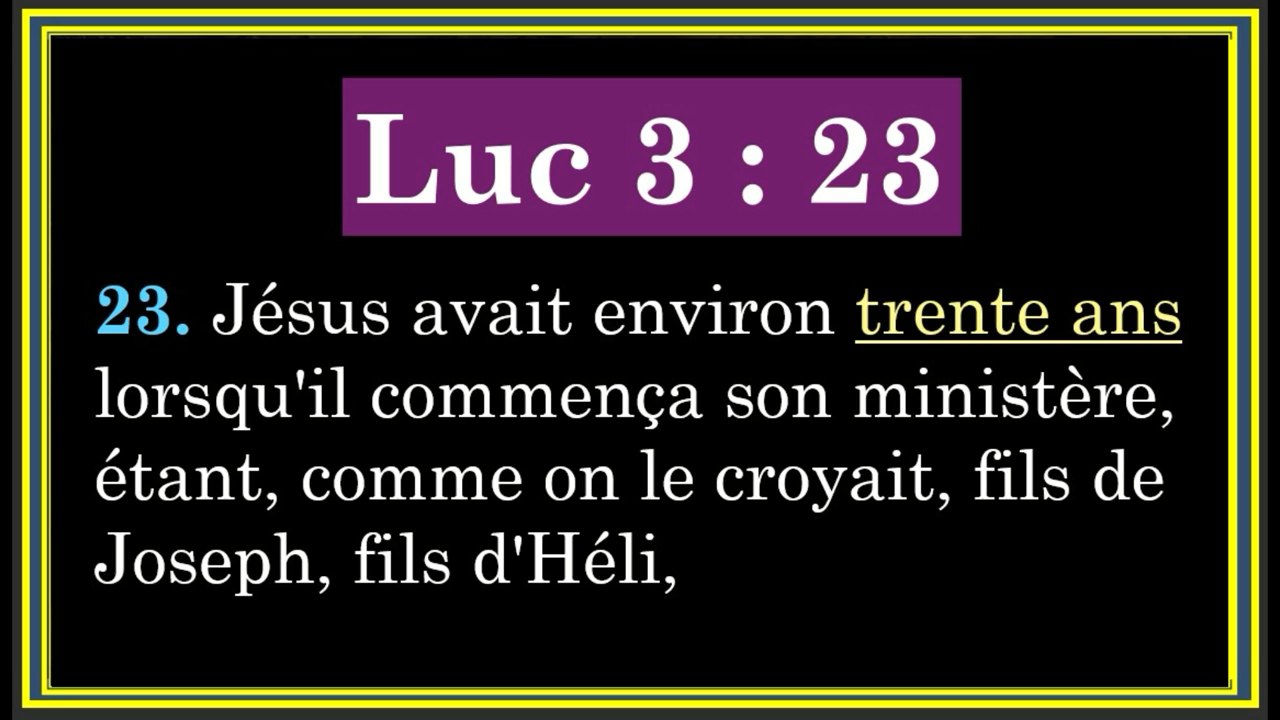 Luc 3 : 23
23. Jésus avait environ trente ans
lorsqu'il commença son ministère,
étant, comme on le croyait, fils de
Joseph, fils d'Héli,